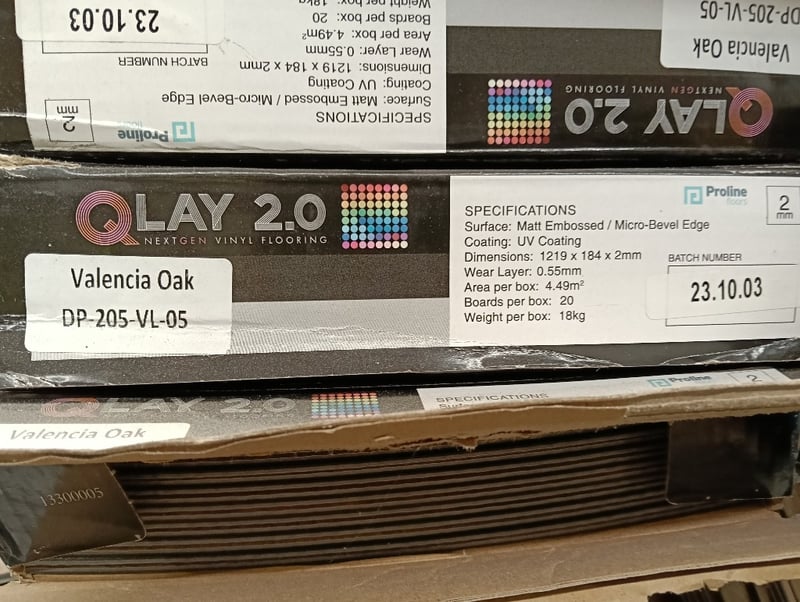 23.10.03
BATCH NUMBER
2
mm
Proline
SPECIFICATIONS
Surface: Matt Embossed / Micro-Bevel Edge
Coating: UV Coating
Dimensions: 1219 x 184 x 2mm
Wear Layer: 0.55mm
Area per box: 4.49m²
Boards per box: 20
Weight per box: 18kg
QLAY 2.0
NEXTGEN VINYL FLOORING
Valencia Oak
DP-205-VL-05
QLAY 2.0
NEXTGEN VINYL FLOORING
Valencia Oak
DP-205-VL-05
SPECIFICATIONS
Surface: Matt Embossed / Micro-Bevel Edge
Coating: UV Coating
Dimensions: 1219 x 184 x 2mm
Wear Layer: 0.55mm
Area per box: 4.49m²
Boards per box: 20
Weight per box: 18kg
Proline
floors
2
mm
BATCH NUMBER
23.10.03
QLAY 2.0
Valencia Oak
SPECIFICATIONS
Proline
2
13300005